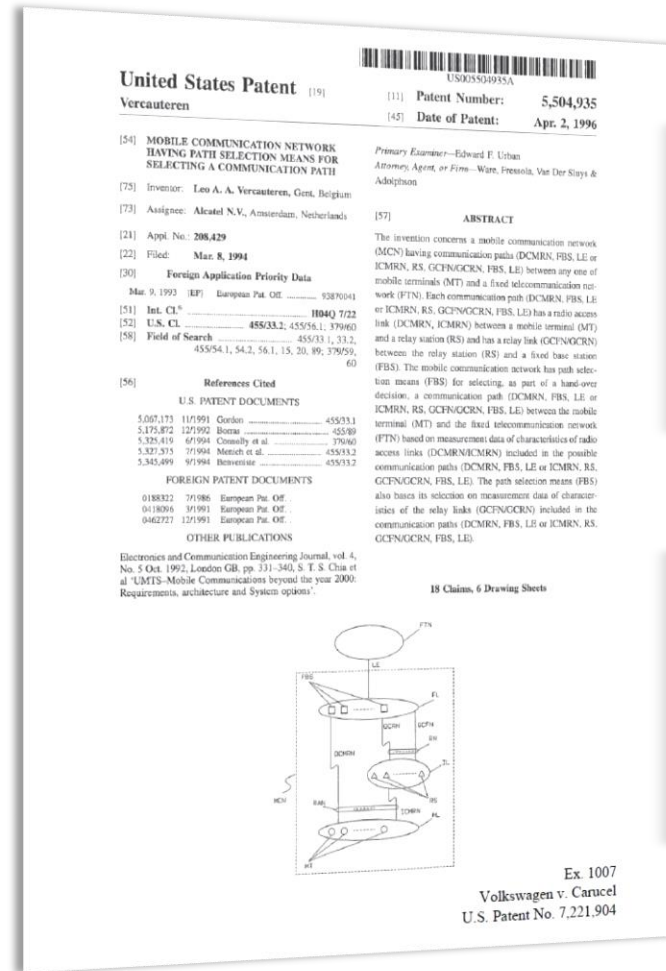 US005504935A
United States Patent [19]
Vercauteren
[11] Patent Number: 5,504,935
[45] Date of Patent: Apr. 2, 1996
[54] MOBILE COMMUNICATION NETWORK
HAVING PATH SELECTION MEANS FOR
SELECTING A COMMUNICATION PATH
[75] Inventor: Leo A. A. Vercauteren, Gent, Belgium
[73] Assignee: Alcatel N.V., Amsterdam, Netherlands
[21] Appl. No.: 208,429
[22] Filed: Mar. 8, 1994
[30] Foreign Application Priority Data
Mar. 9, 1993 [EP] European Pat. Off. ............ 93870041
[51] Int. Cl.⁶ ............ H04Q 7/22
[52] U.S. Cl. ............ 455/33.2; 455/56.1; 379/60
[58] Field of Search ............ 455/33.1, 33.2,
455/54.1, 54.2, 56.1, 15, 20, 89; 379/59,
60
[56] References Cited
U.S. PATENT DOCUMENTS
5,067,173 11/1991 Gordon ............ 455/33.1
5,175,872 12/1992 Borras ............ 455/89
5,325,419 6/1994 Connolly et al. ............ 379/60
5,327,575 7/1994 Menich et al. ............ 455/33.2
5,345,499 9/1994 Benveniste ............ 455/33.2
FOREIGN PATENT DOCUMENTS
0188322 7/1986 European Pat. Off. .
0418096 3/1991 European Pat. Off. .
0462727 12/1991 European Pat. Off. .
OTHER PUBLICATIONS
Electronics and Communication Engineering Journal, vol. 4,
No. 5 Oct. 1992, London GB, pp. 331-340, S. T. S. Chia et
al 'UMTS-Mobile Communications beyond the year 2000:
Requirements, architecture and System options'.
Primary Examiner—Edward F. Urban
Attorney, Agent, or Firm—Ware, Fressola, Van Der Sluys &
Adolphson
[57] ABSTRACT
The invention concerns a mobile communication network
(MCN) having communication paths (DCMRN, FBS, LE or
ICMRN, RS, GCFN/GCRN, FBS, LE) between any one of
mobile terminals (MT) and a fixed telecommunication net-
work (FTN). Each communication path (DCMRN, FBS, LE
or ICMRN, RS, GCFN/GCRN, FBS, LE) has a radio access
link (DCMRN, ICMRN) between a mobile terminal (MT)
and a relay station (RS) and has a relay link (GCFN/GCRN)
between the relay station (RS) and a fixed base station
(FBS). The mobile communication network has path selec-
tion means (FBS) for selecting, as part of a hand-over
decision, a communication path (DCMRN, FBS, LE or
ICMRN, RS, GCFN/GCRN, FBS, LE) between the mobile
terminal (MT) and the fixed telecommunication network
(FTN) based on measurement data of characteristics of radio
access links (DCMRN/ICMRN) included in the possible
communication paths (DCMRN, FBS, LE or ICMRN, RS,
GCFN/GCRN, FBS, LE). The path selection means (FBS)
also bases its selection on measurement data of character-
istics of the relay links (GCFN/GCRN) included in the
communication paths (DCMRN, FBS, LE or ICMRN, RS,
GCFN/GCRN, FBS, LE).
18 Claims, 6 Drawing Sheets
FTN
LE
FBS
FL
GCRN
GCFN
DCMRN
IL
MCN
RAN
RS
ICMRN
ML
Ex. 1007
Volkswagen v. Carucel
U.S. Patent No. 7,221,904